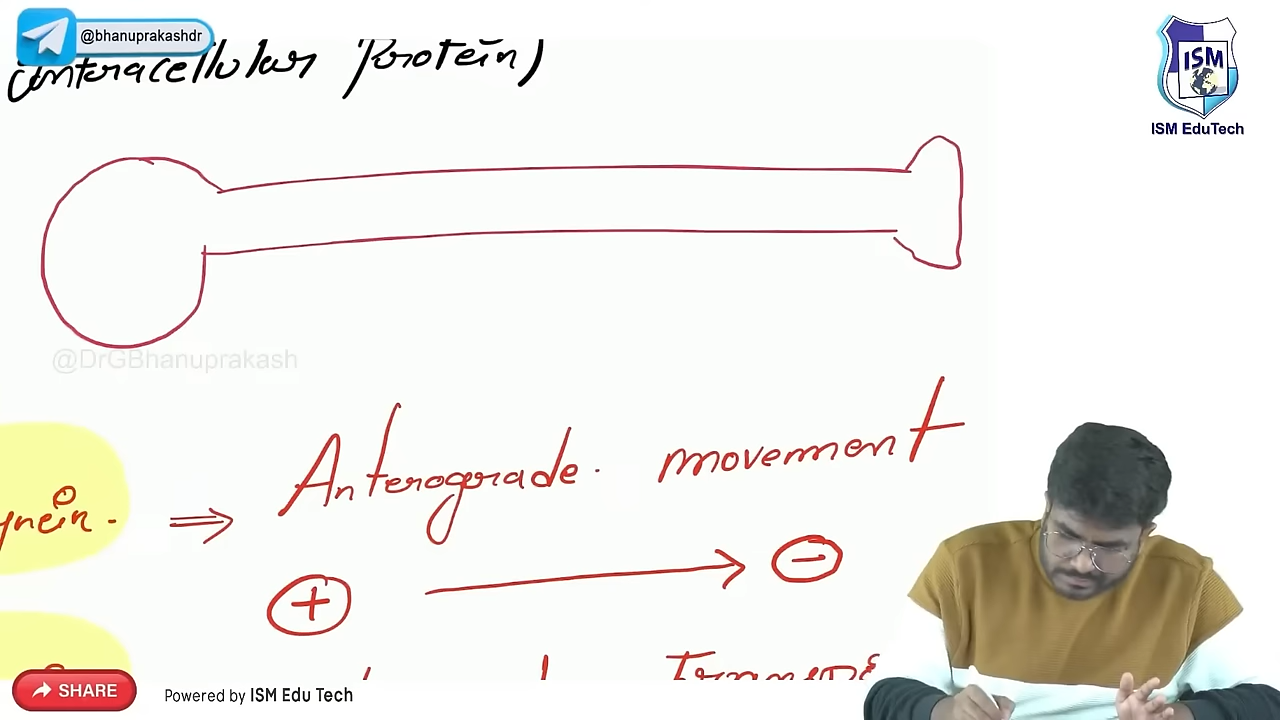 @bhanuprakashdr
(Intracellular Protein)
ISM
ISM EduTech
@DrGBhanuprakash
Anterograde. movement
ynein. ⇒
+ → -
SHARE
Powered by ISM Edu Tech